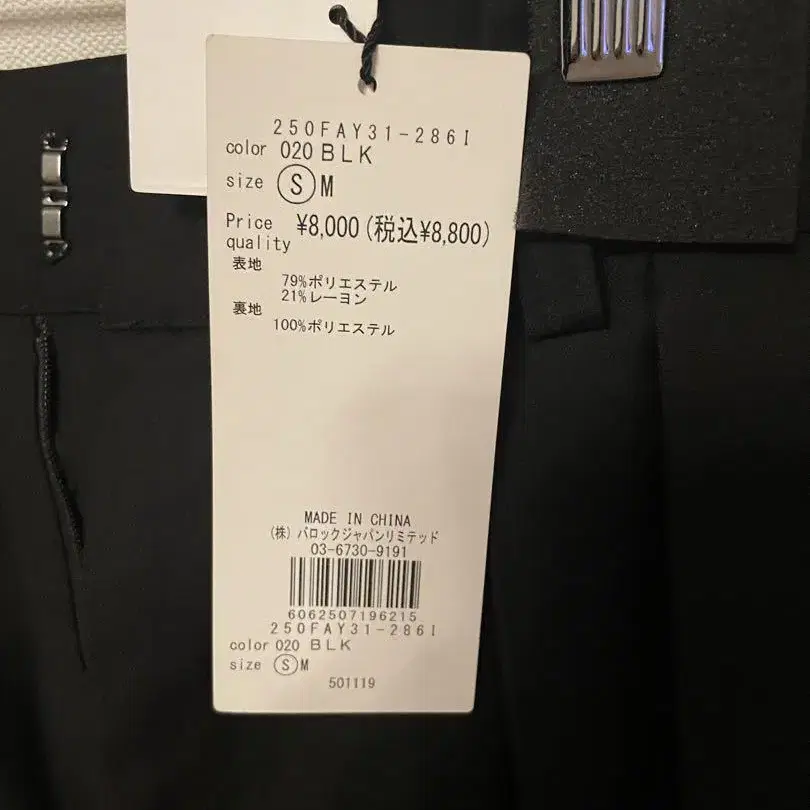 250FAY31-286I
color 020 BLK
size S M
Price ¥8,000(税込¥8,800)
quality
表地
79%ポリエステル
21%レーヨン
裏地
100%ポリエステル
MADE IN CHINA
(株)バロックジャパンリミテッド
03-6730-9191
6062507196215
250FAY31-286I
color 020 BLK
size S M
501119